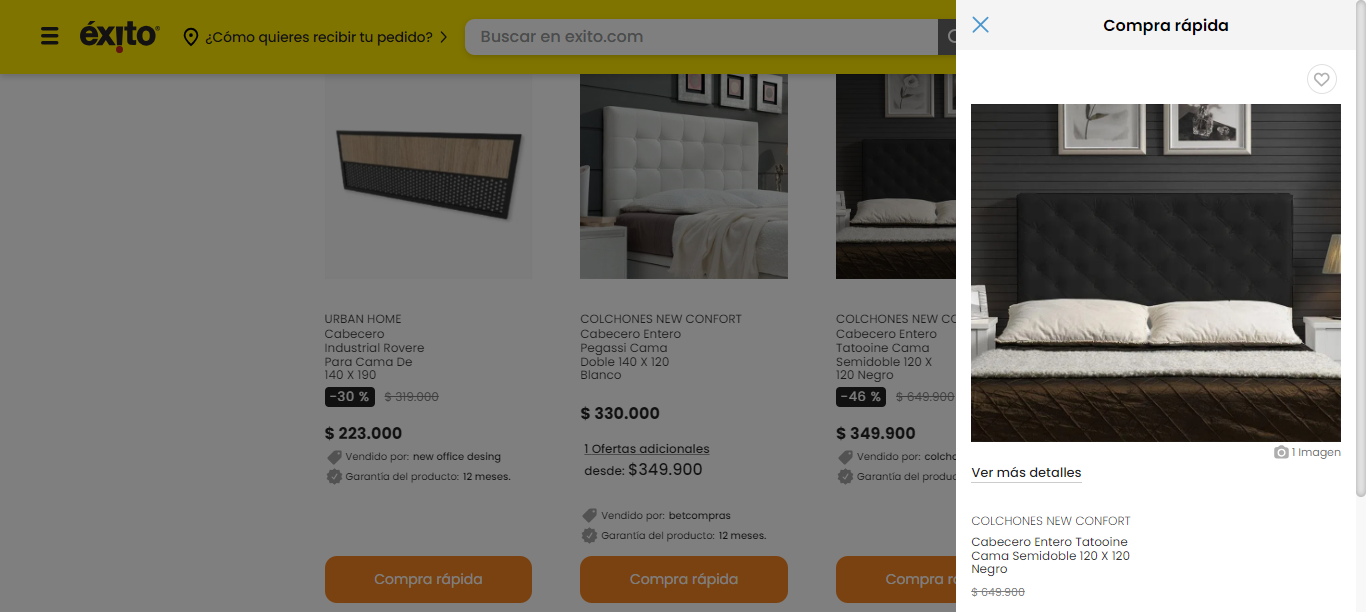 éxito
¿Cómo quieres recibir tu pedido?
Buscar en exito.com
URBAN HOME
Cabecero
Industrial Rovere
Para Cama De
140 X 190
-30 % $ 319.000
$ 223.000
Vendido por: new office desing
Garantía del producto: 12 meses.
Compra rápida
COLCHONES NEW CONFORT
Cabecero Entero
Pegassi Cama
Doble 140 X 120
Blanco
$ 330.000
1 Ofertas adicionales
desde: $349.900
Vendido por: betcompras
Garantía del producto: 12 meses.
Compra rápida
COLCHONES NEW CO
Cabecero Entero
Tatooine Cama
Semidoble 120 X
120 Negro
-46 % $ 649.900
$ 349.900
Vendido por: colcho
Garantía del produc
Compra r
Compra rápida
1 Imagen
Ver más detalles
COLCHONES NEW CONFORT
Cabecero Entero Tatooine
Cama Semidoble 120 X 120
Negro
$ 649.900